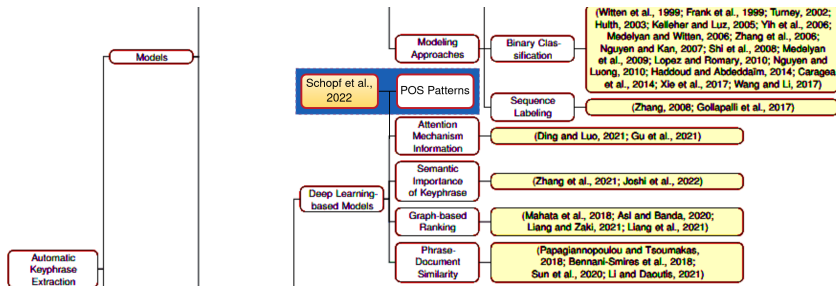 (Witten et al., 1999; Frank et al., 1999; Turney, 2002;
Hulth, 2003; Kelleher and Luz, 2005; Yih et al., 2006;
Medelyan and Witten, 2006; Zhang et al., 2006;
Nguyen and Kan, 2007; Shi et al., 2008; Medelyan
et al., 2009; Lopez and Romary, 2010; Nguyen and
Luong, 2010; Haddoud and Abdeddaïm, 2014; Caragea
et al., 2014; Xie et al., 2017; Wang and Li, 2017)
Modeling
Approaches
Binary Clas-
sification
Models
Schopf et al.,
2022
POS Patterns
Sequence
Labeling
(Zhang, 2008; Gollapalli et al., 2017)
Attention
Mechanism
Information
(Ding and Luo, 2021; Gu et al., 2021)
Semantic
Importance
of Keyphrase
(Zhang et al., 2021; Joshi et al., 2022)
Deep Learning-
based Models
Graph-based
Ranking
(Mahata et al., 2018; Asl and Banda, 2020;
Liang and Zaki, 2021; Liang et al., 2021)
Phrase-
Document
Similarity
(Papagiannopoulou and Tsoumakas,
2018; Bennani-Smires et al., 2018;
Sun et al., 2020; Li and Daoutis, 2021)
Automatic
Keyphrase
Extraction